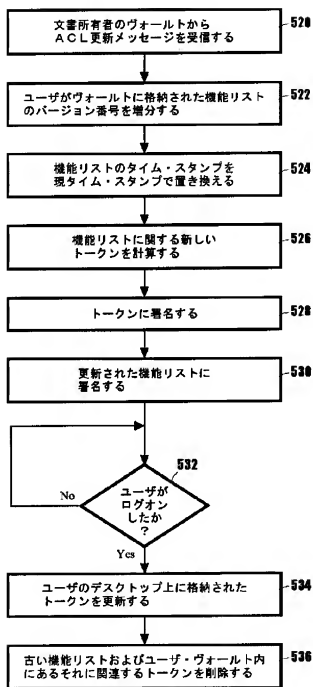 文書所有者のヴォールトから
ACL更新メッセージを受信する
520
ユーザがヴォールトに格納された機能リスト
のバージョン番号を増分する
522
機能リストのタイム・スタンプを
現タイム・スタンプで置き換える
524
機能リストに関する新しい
トークンを計算する
526
トークンに署名する
528
更新された機能リストに
署名する
530
532
ユーザが
ログオン
したか
?
No
Yes
ユーザのデスクトップ上に格納された
トークンを更新する
534
古い機能リストおよびユーザ・ヴォールト内
にあるそれに関連するトークンを削除する
536